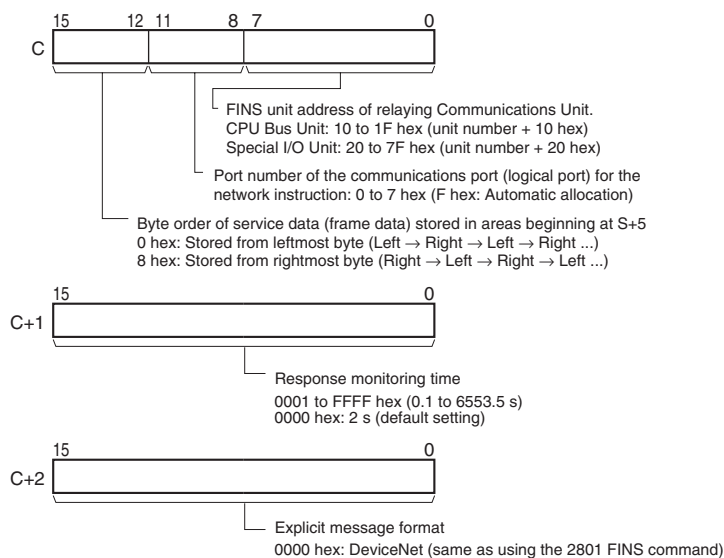 15 12 11 8 7 0
C
FINS unit address of relaying Communications Unit.
CPU Bus Unit: 10 to 1F hex (unit number + 10 hex)
Special I/O Unit: 20 to 7F hex (unit number + 20 hex)
Port number of the communications port (logical port) for the
network instruction: 0 to 7 hex (F hex: Automatic allocation)
Byte order of service data (frame data) stored in areas beginning at S+5
0 hex: Stored from leftmost byte (Left → Right → Left → Right ...)
8 hex: Stored from rightmost byte (Right → Left → Right → Left ...)
15 0
C+1
Response monitoring time
0001 to FFFF hex (0.1 to 6553.5 s)
0000 hex: 2 s (default setting)
15 0
C+2
Explicit message format
0000 hex: DeviceNet (same as using the 2801 FINS command)